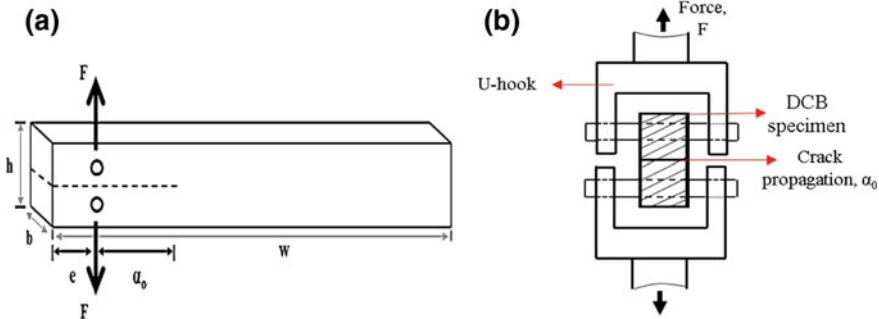 (a)
F
h
b
e
α₀
W
F
(b)
Force,
F
U-hook
DCB
specimen
Crack
propagation, α₀